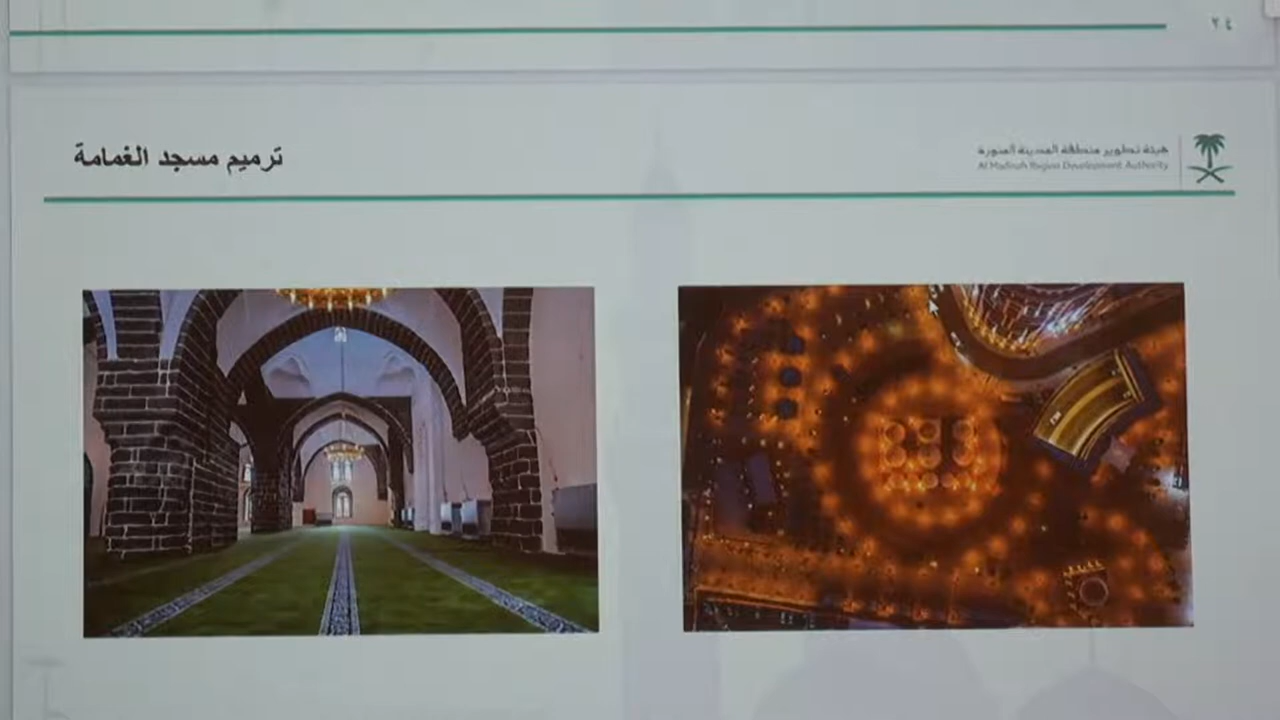 ٢٤
ترميم مسجد الغمامة
هيئة تطوير منطقة المدينة المنورة
Al Madinah Region Development Authority